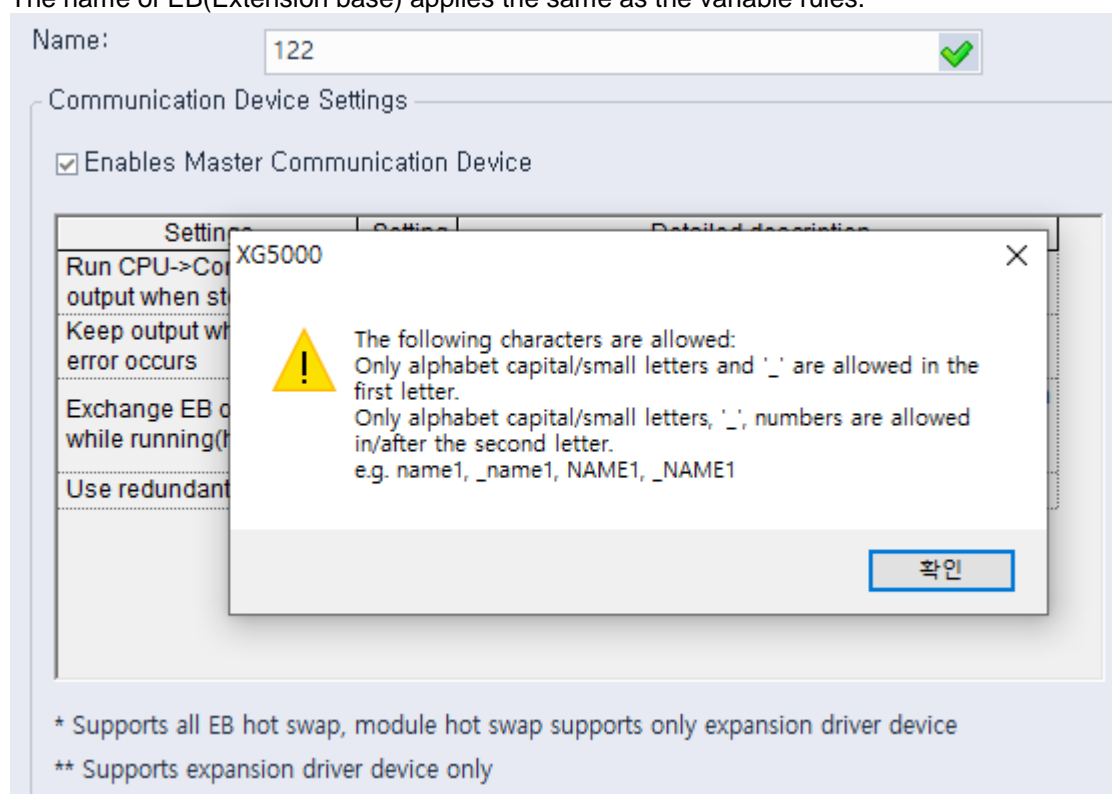 The name of EB(Extension base) applies the same as the variable rules.
Name:
122
Communication Device Settings
Enables Master Communication Device
Settings Setting Detailed description
Run CPU->Co
output when st
Keep output wh
error occurs
Exchange EB o
while running(h
Use redundant
XG5000
The following characters are allowed:
Only alphabet capital/small letters and '_' are allowed in the
first letter.
Only alphabet capital/small letters, '_', numbers are allowed
in/after the second letter.
e.g. name1, _name1, NAME1, _NAME1
확인
* Supports all EB hot swap, module hot swap supports only expansion driver device
** Supports expansion driver device only